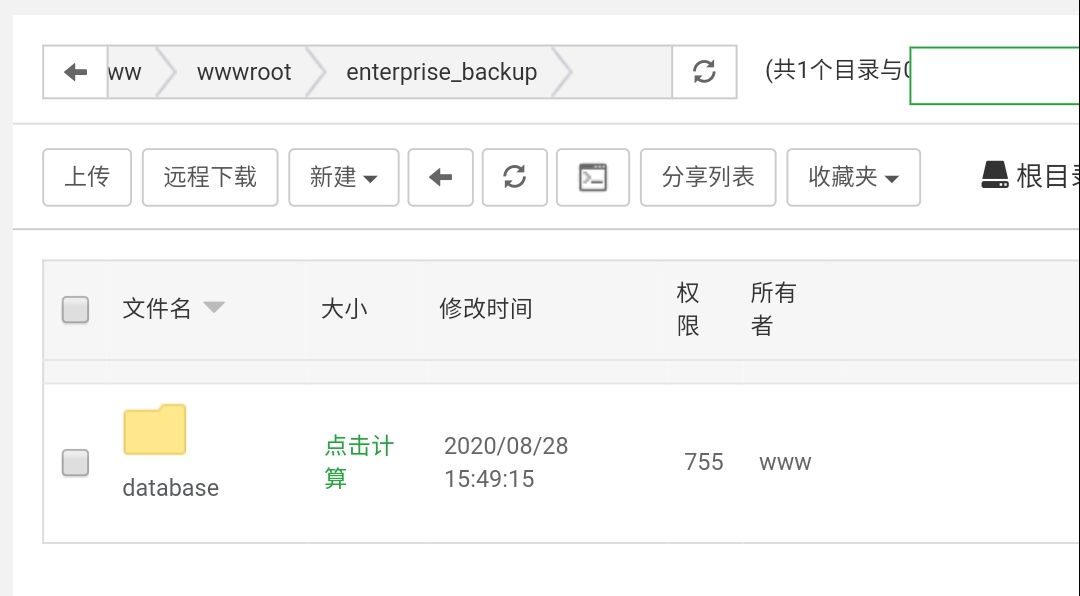 ww wwwroot enterprise_backup (共1个目录与
上传 远程下载 新建 分享列表 收藏夹 根目录
文件名 大小 修改时间 权限 所有者
点击计 2020/08/28
算 15:49:15 755 www
database